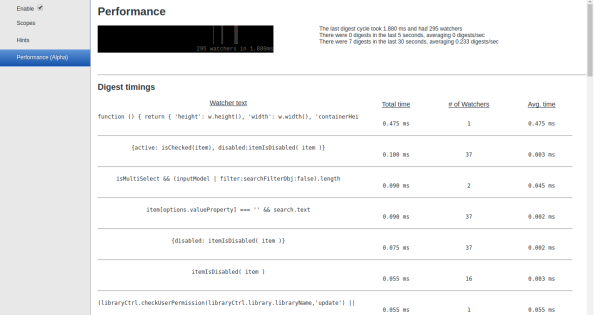 Enable
Scopes
Hints
Performance (Alpha)
Performance
295 watchers in 1.880ms
The last digest cycle took 1.880 ms and had 295 watchers
There were 0 digests in the last 5 seconds, averaging 0 digests/sec
There were 7 digests in the last 30 seconds, averaging 0.233 digests/sec
Digest timings
Watcher text Total time # of Watchers Avg. time
function () { return { 'height': w.height(), 'width': w.width(), 'containerHei
0.475 ms 1 0.475 ms
{active: isChecked(item), disabled:itemIsDisabled( item )}
0.100 ms 37 0.003 ms
isMultiSelect && (inputModel | filter:searchFilterObj:false).length
0.090 ms 2 0.045 ms
item[options.valueProperty] === '' && search.text
0.090 ms 37 0.002 ms
{disabled: itemIsDisabled( item )}
0.075 ms 37 0.002 ms
itemIsDisabled( item )
0.055 ms 16 0.003 ms
(libraryCtrl.checkUserPermission(libraryCtrl.library.libraryName,'update') ||
0.055 ms 1 0.055 ms